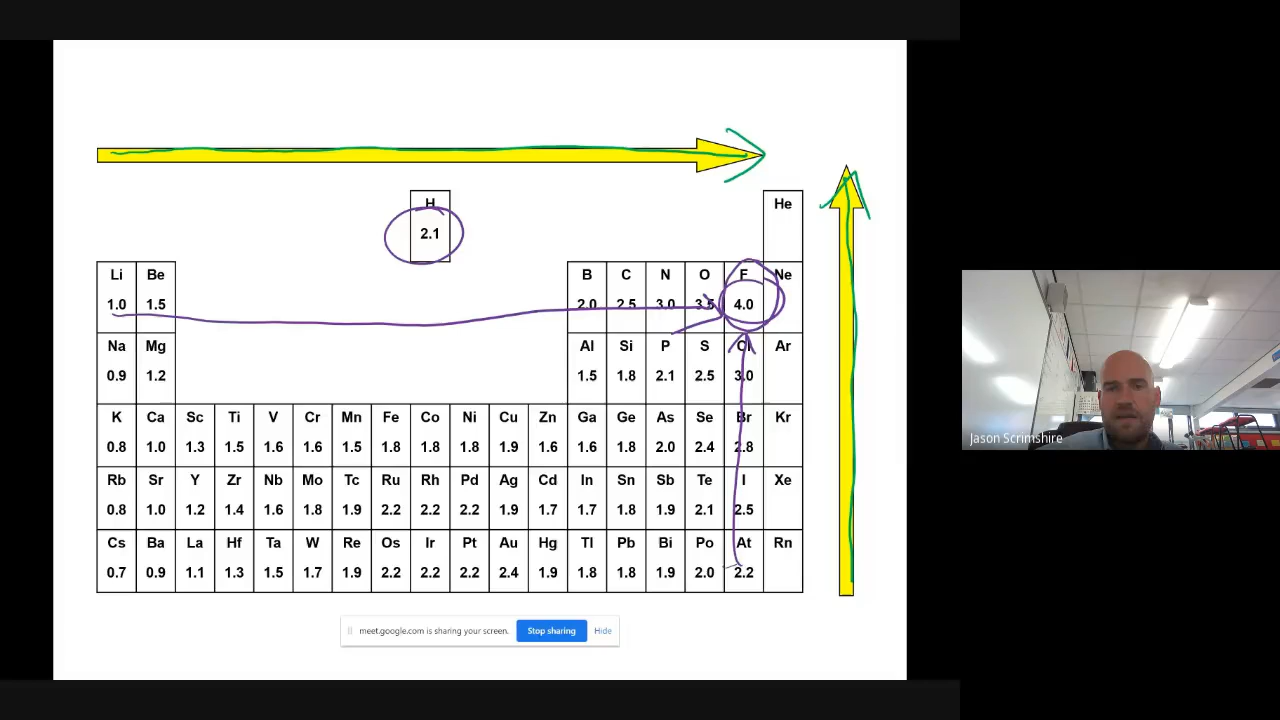 H He
2.1
Li Be B C N O F Ne
1.0 1.5 2.0 2.5 3.0 3.5 4.0
Na Mg Al Si P S Cl Ar
0.9 1.2 1.5 1.8 2.1 2.5 3.0
K Ca Sc Ti V Cr Mn Fe Co Ni Cu Zn Ga Ge As Se Br Kr
0.8 1.0 1.3 1.5 1.6 1.6 1.5 1.8 1.8 1.8 1.9 1.6 1.6 1.8 2.0 2.4 2.8
Jason Scrimshire
Rb Sr Y Zr Nb Mo Tc Ru Rh Pd Ag Cd In Sn Sb Te I Xe
0.8 1.0 1.2 1.4 1.6 1.8 1.9 2.2 2.2 2.2 1.9 1.7 1.7 1.8 1.9 2.1 2.5
Cs Ba La Hf Ta W Re Os Ir Pt Au Hg Tl Pb Bi Po At Rn
0.7 0.9 1.1 1.3 1.5 1.7 1.9 2.2 2.2 2.2 2.4 1.9 1.8 1.8 1.9 2.0 2.2
meet.google.com is sharing your screen. Stop sharing Hide